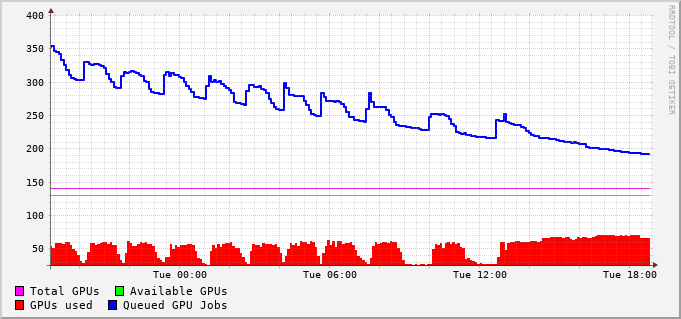 400
350
300
250
200
150
100
50
Tue 00:00 Tue 06:00 Tue 12:00 Tue 18:00
Total GPUs Available GPUs
GPUs used Queued GPU Jobs
RRDTOOL / TOBI OETIKER